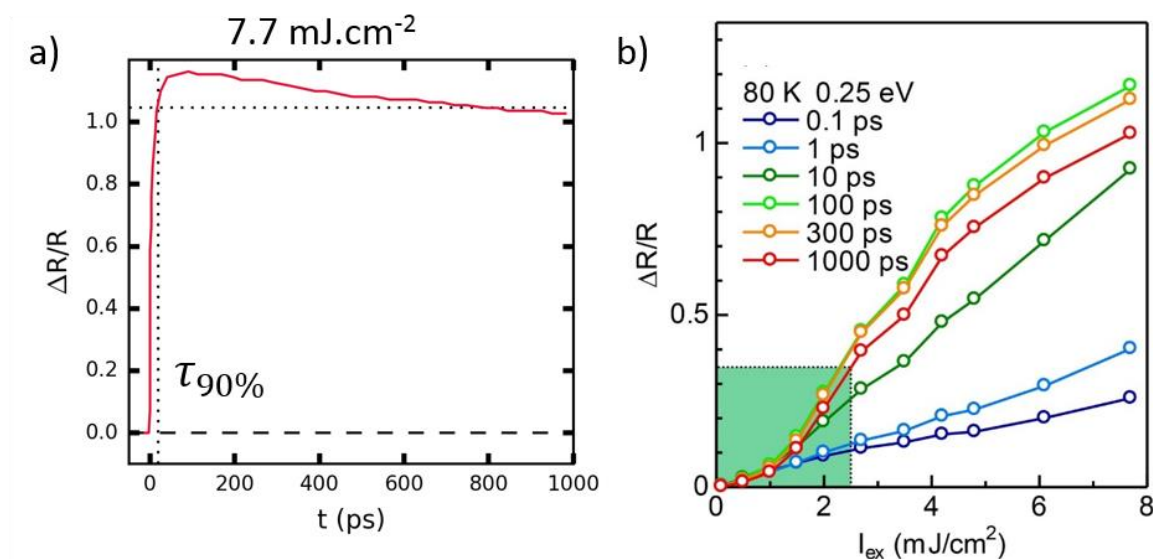 a)
7.7 mJ.cm⁻²
ΔR/R
1.0
0.8
0.6
0.4
0.2
0.0
τ90%
0 200 400 600 800 1000
t (ps)
b)
ΔR/R
1
0.5
0
80 K 0.25 eV
0.1 ps
1 ps
10 ps
100 ps
300 ps
1000 ps
0 2 4 6 8
Iex (mJ/cm²)